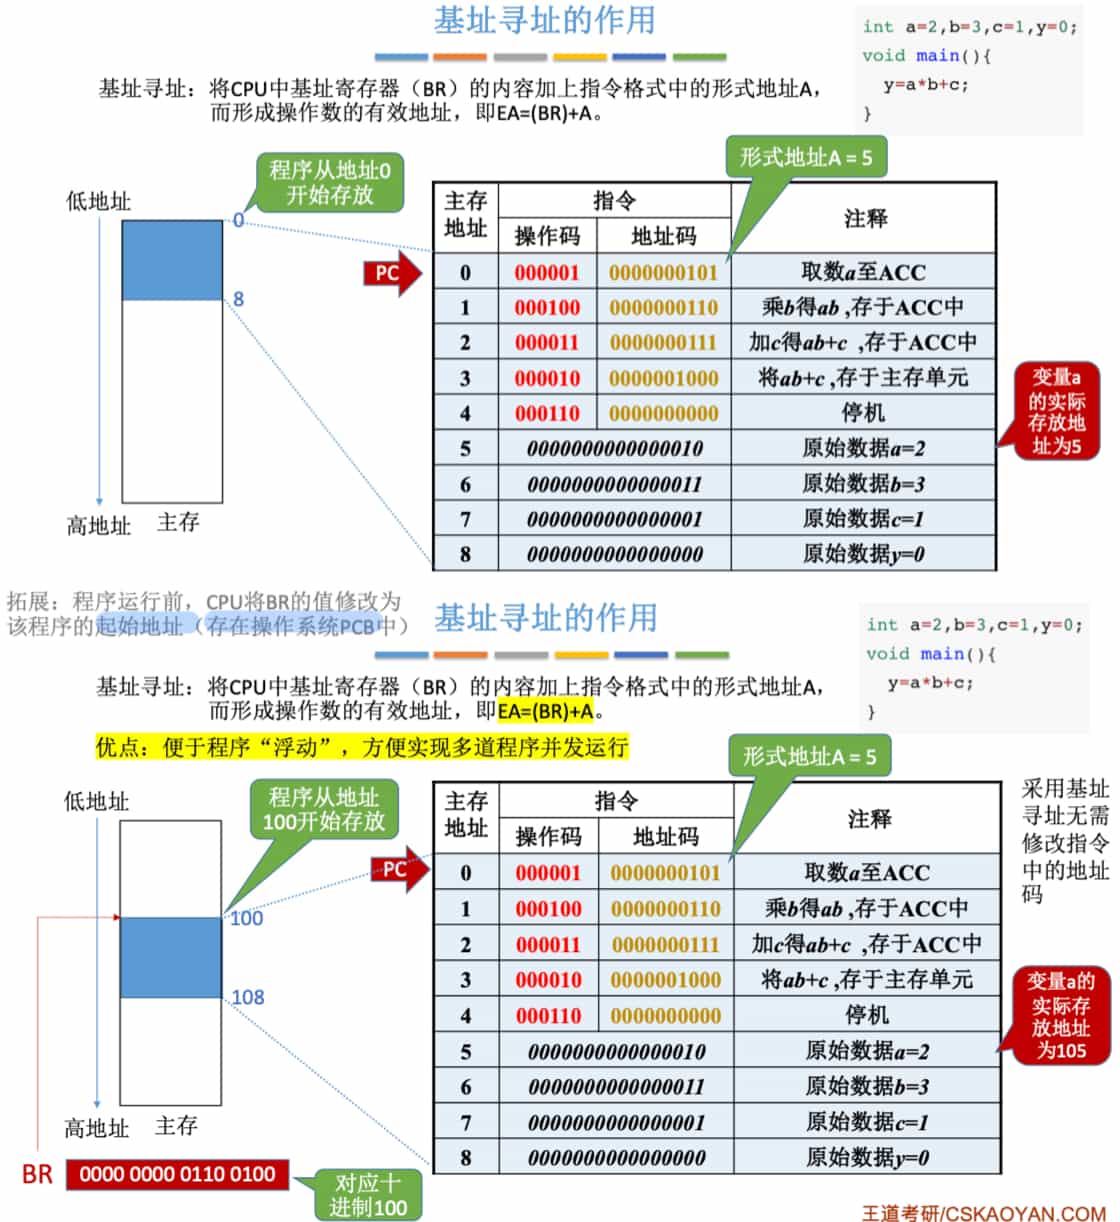 基址寻址的作用
int a=2,b=3,c=1,y=0;
void main(){
y=a*b+c;
}
基址寻址：将CPU中基址寄存器（BR）的内容加上指令格式中的形式地址A，
而形成操作数的有效地址，即EA=(BR)+A。
形式地址A = 5
程序从地址0
开始存放
低地址
0
8
高地址
主存
PC
主存
地址
指令
注释
操作码
地址码
0 000001 0000000101 取数a至ACC
1 000100 0000000110 乘b得ab ,存于ACC中
2 000011 0000000111 加c得ab+c ,存于ACC中
3 000010 0000001000 将ab+c ,存于主存单元
4 000110 0000000000 停机
5 0000000000000010 原始数据a=2
6 0000000000000011 原始数据b=3
7 0000000000000001 原始数据c=1
8 0000000000000000 原始数据y=0
变量a
的实际
存放地
址为5
拓展：程序运行前，CPU将BR的值修改为
该程序的起始地址（存在操作系统PCB中）
基址寻址的作用
int a=2,b=3,c=1,y=0;
void main(){
y=a*b+c;
}
基址寻址：将CPU中基址寄存器（BR）的内容加上指令格式中的形式地址A，
而形成操作数的有效地址，即EA=(BR)+A。
优点：便于程序“浮动”，方便实现多道程序并发运行
形式地址A = 5
程序从地址
100开始存放
低地址
100
108
高地址
主存
BR
0000 0000 0110 0100
对应十
进制100
PC
主存
地址
指令
注释
操作码
地址码
0 000001 0000000101 取数a至ACC
1 000100 0000000110 乘b得ab ,存于ACC中
2 000011 0000000111 加c得ab+c ,存于ACC中
3 000010 0000001000 将ab+c ,存于主存单元
4 000110 0000000000 停机
5 0000000000000010 原始数据a=2
6 0000000000000011 原始数据b=3
7 0000000000000001 原始数据c=1
8 0000000000000000 原始数据y=0
采用基址
寻址无需
修改指令
中的地址
码
变量a的
实际存
放地址
为105
王道考研/CSKAOYAN.COM